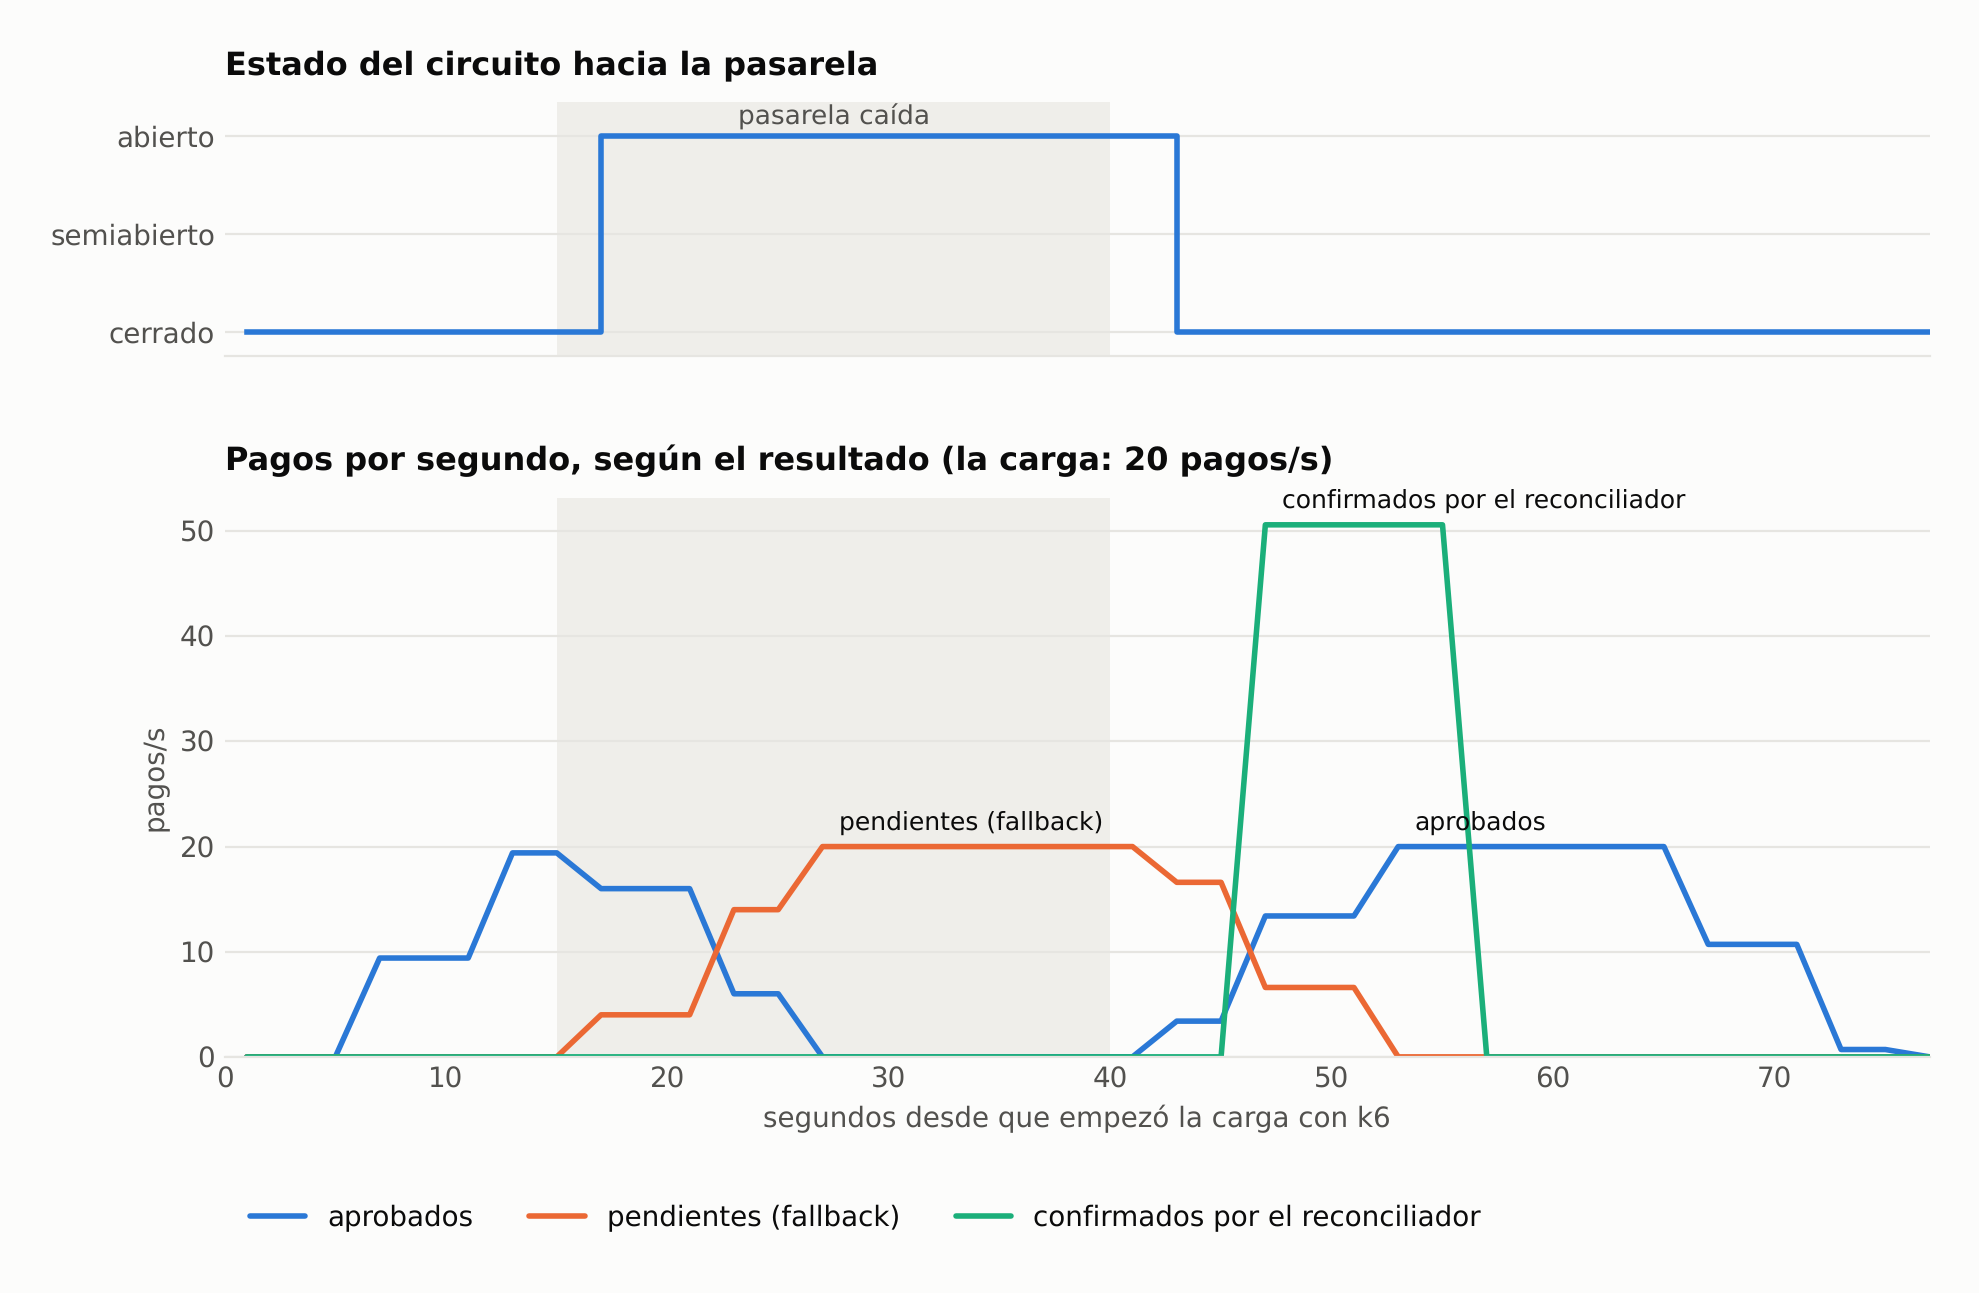 Estado del circuito hacia la pasarela
pasarela caída
abierto
semiabierto
cerrado
Pagos por segundo, según el resultado (la carga: 20 pagos/s)
confirmados por el reconciliador
50
40
30
pagos/s
pendientes (fallback)
aprobados
20
10
0
0 10 20 30 40 50 60 70
segundos desde que empezó la carga con k6
aprobados pendientes (fallback) confirmados por el reconciliador